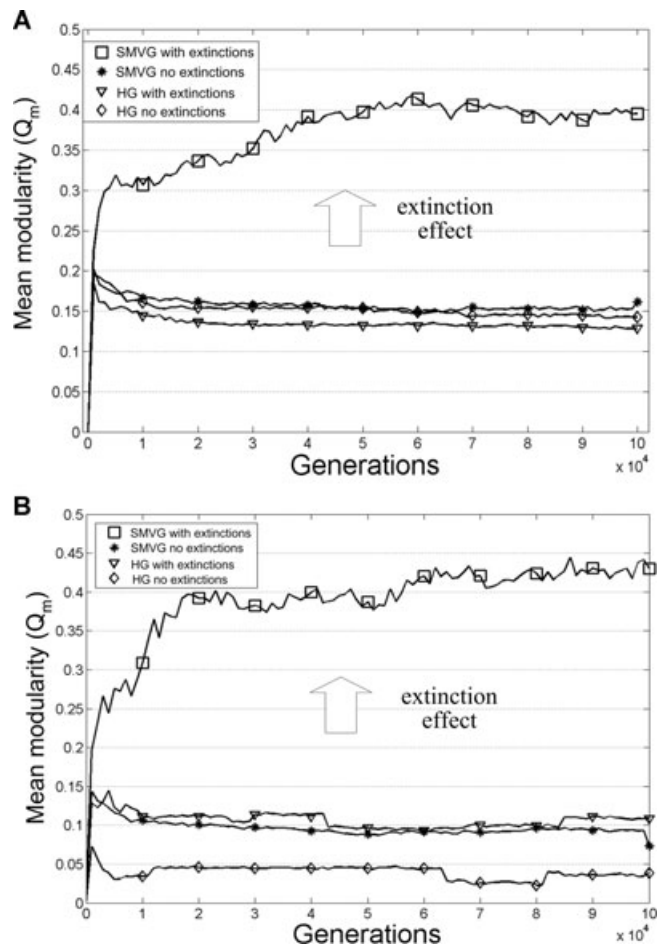 A
0.5
0.45
0.4
0.35
0.3
0.25
0.2
0.15
0.1
0.05
0
Mean modularity (Qm)
SMVG with extinctions
SMVG no extinctions
HG with extinctions
HG no extinctions
extinction
effect
0 1 2 3 4 5 6 7 8 9 10
Generations
x 10^4
B
0.5
0.45
0.4
0.35
0.3
0.25
0.2
0.15
0.1
0.05
0
Mean modularity (Qm)
SMVG with extinctions
SMVG no extinctions
HG with extinctions
HG no extinctions
extinction
effect
0 1 2 3 4 5 6 7 8 9 10
Generations
x 10^4